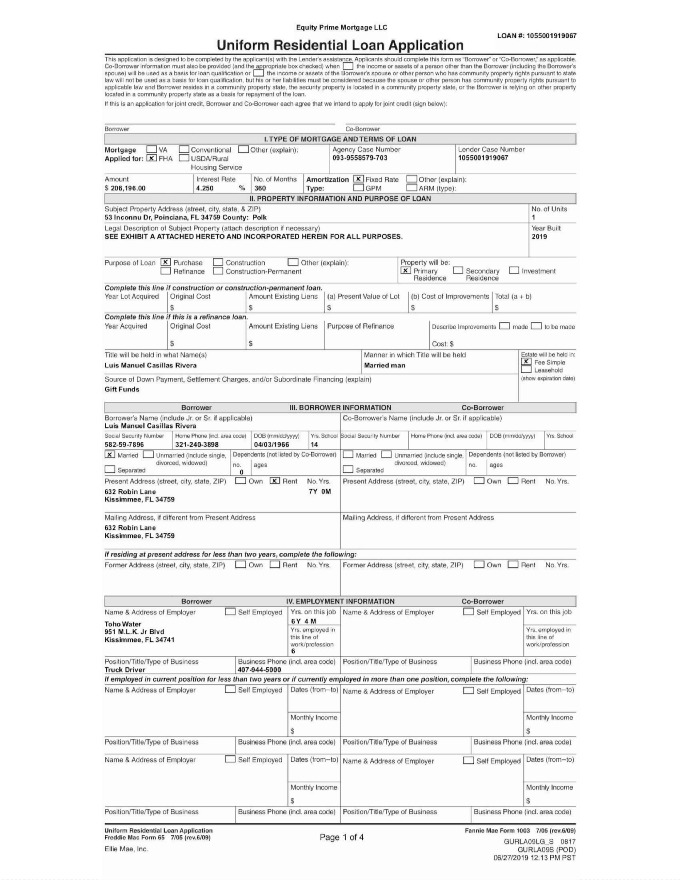 Equity Prime Mortgage LLC
LOAN #: 1055001919067
Uniform Residential Loan Application
This application is designed to be completed by the applicant(s) with the Lender's assistance. Applicants should complete this form as "Borrower" or "Co-Borrower," as applicable.
Co-Borrower information must also be provided (and the appropriate box checked) when the income or assets of a person other than the Borrower (including the Borrower's
spouse) will be used as a basis for loan qualification or the income or assets of the Borrower's spouse or other person who has community property rights pursuant to state
law will not be used as a basis for loan qualification, but his or her liabilities must be considered because the spouse or other person has community property rights pursuant to
applicable law and Borrower resides in a community property state, the security property is located in a community property state, or the Borrower is relying on other property
located in a community property state as a basis for repayment of the loan.
If this is an application for joint credit, Borrower and Co-Borrower each agree that we intend to apply for joint credit (sign below):
Borrower Co-Borrower
I. TYPE OF MORTGAGE AND TERMS OF LOAN
Mortgage VA Conventional Other (explain): Agency Case Number Lender Case Number
Applied for: X FHA USDA/Rural 093-9558579-703 1055001919067
Housing Service
Amount Interest Rate No. of Months Amortization X Fixed Rate Other (explain):
$ 206,196.00 4.250 % 360 Type: GPM ARM (type):
II. PROPERTY INFORMATION AND PURPOSE OF LOAN
Subject Property Address (street, city, state, & ZIP) No. of Units
53 Inconnu Dr, Poinciana, FL 34759 County: Polk 1
Legal Description of Subject Property (attach description if necessary) Year Built
SEE EXHIBIT A ATTACHED HERETO AND INCORPORATED HEREIN FOR ALL PURPOSES. 2019
Purpose of Loan X Purchase Construction Other (explain): Property will be:
Refinance Construction-Permanent X Primary Residence Secondary Residence Investment
Complete this line if construction or construction-permanent loan.
Year Lot Acquired Original Cost Amount Existing Liens (a) Present Value of Lot (b) Cost of Improvements Total (a + b)
$ $ $ $ $
Complete this line if this is a refinance loan.
Year Acquired Original Cost Amount Existing Liens Purpose of Refinance Describe Improvements made to be made
$ $ Cost: $
Title will be held in what Name(s) Manner in which Title will be held Estate will be held in:
Luis Manuel Casillas Rivera Married man X Fee Simple
Leasehold
Source of Down Payment, Settlement Charges, and/or Subordinate Financing (explain) (show expiration date)
Gift Funds
Borrower III. BORROWER INFORMATION Co-Borrower
Borrower's Name (include Jr. or Sr. if applicable) Co-Borrower's Name (include Jr. or Sr. if applicable)
Luis Manuel Casillas Rivera
Social Security Number Home Phone (incl. area code) DOB (mm/dd/yyyy) Yrs. School Social Security Number Home Phone (incl. area code) DOB (mm/dd/yyyy) Yrs. School
582-59-7896 321-240-3898 04/03/1966 14
X Married Unmarried (include single, divorced, widowed) Dependents (not listed by Co-Borrower) Married Unmarried (include single, divorced, widowed) Dependents (not listed by Borrower)
Separated no. 0 ages Separated no. ages
Present Address (street, city, state, ZIP) Own X Rent No. Yrs. Present Address (street, city, state, ZIP) Own Rent No. Yrs.
632 Robin Lane 7Y 0M
Kissimmee, FL 34759
Mailing Address, if different from Present Address Mailing Address, if different from Present Address
632 Robin Lane
Kissimmee, FL 34759
If residing at present address for less than two years, complete the following:
Former Address (street, city, state, ZIP) Own Rent No. Yrs. Former Address (street, city, state, ZIP) Own Rent No. Yrs.
Borrower IV. EMPLOYMENT INFORMATION Co-Borrower
Name & Address of Employer Self Employed Yrs. on this job Name & Address of Employer Self Employed Yrs. on this job
6 Y 4 M
Toho Water Yrs. employed in this line of work/profession Yrs. employed in this line of work/profession
951 M.L.K. Jr Blvd
Kissimmee, FL 34741
6
Position/Title/Type of Business Business Phone (incl. area code) Position/Title/Type of Business Business Phone (incl. area code)
Truck Driver 407-944-5000
If employed in current position for less than two years or if currently employed in more than one position, complete the following:
Name & Address of Employer Self Employed Dates (from–to) Name & Address of Employer Self Employed Dates (from–to)
Monthly Income Monthly Income
$ $
Position/Title/Type of Business Business Phone (incl. area code) Position/Title/Type of Business Business Phone (incl. area code)
Name & Address of Employer Self Employed Dates (from–to) Name & Address of Employer Self Employed Dates (from–to)
Monthly Income Monthly Income
$ $
Position/Title/Type of Business Business Phone (incl. area code) Position/Title/Type of Business Business Phone (incl. area code)
Uniform Residential Loan Application Fannie Mae Form 1003 7/05 (rev.6/09)
Freddie Mac Form 65 7/05 (rev.6/09) Page 1 of 4
Ellie Mae, Inc. GURLA09LG_S 0817
GURLA09S (POD)
06/27/2019 12:13 PM PST